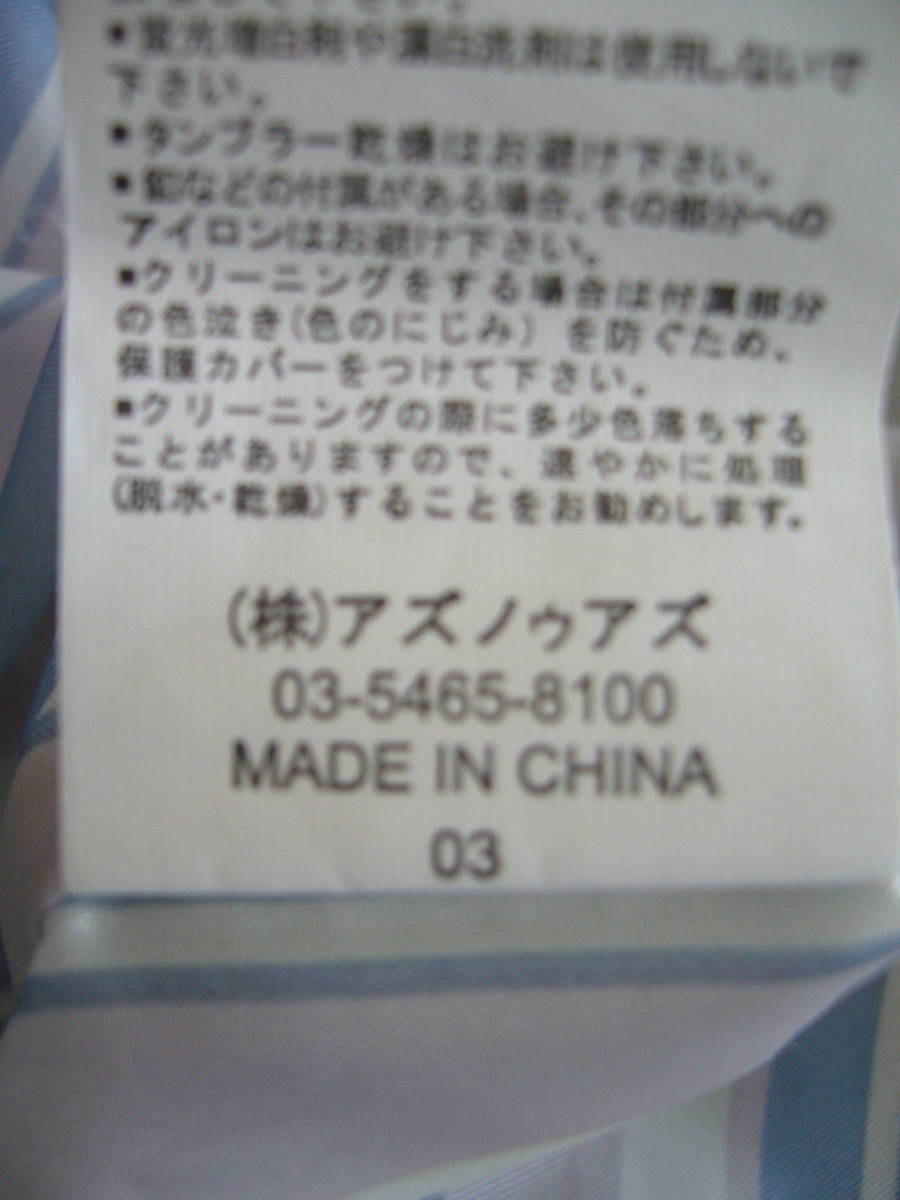 ■蛍光増白剤や漂白洗剤は使用しないで
下さい。
■タンブラー乾燥はお避け下さい。
■釦などの付属がある場合、その部分への
アイロンはお避け下さい。
■クリーニングをする場合は付属部分
の色泣き(色のにじみ）を防ぐため、
保護カバーをつけて下さい。
■クリーニングの際に多少色落ちする
ことがありますので、速やかに処理
(脱水・乾燥)することをお勧めします。
(株)アズノゥアズ
03-5465-8100
MADE IN CHINA
03